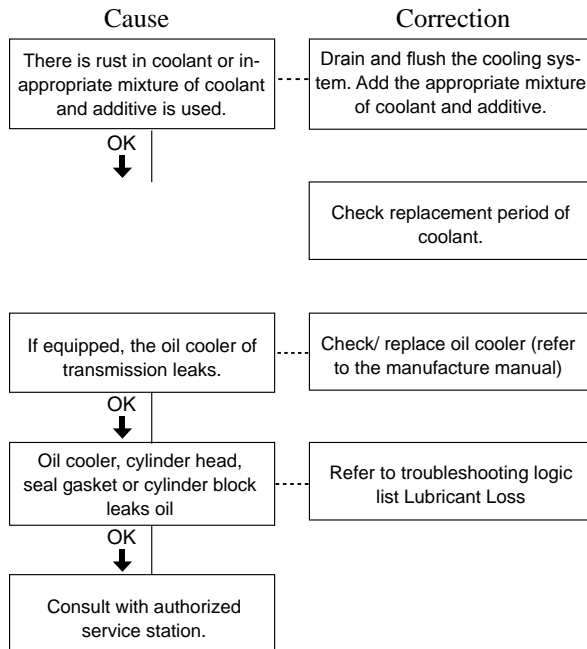 Cause
Correction
There is rust in coolant or in-
appropriate mixture of coolant
and additive is used.
Drain and flush the cooling sys-
tem. Add the appropriate mixture
of coolant and additive.
OK
Check replacement period of
coolant.
If equipped, the oil cooler of
transmission leaks.
Check/ replace oil cooler (refer
to the manufacture manual)
OK
Oil cooler, cylinder head,
seal gasket or cylinder block
leaks oil
Refer to troubleshooting logic
list Lubricant Loss
OK
Consult with authorized
service station.